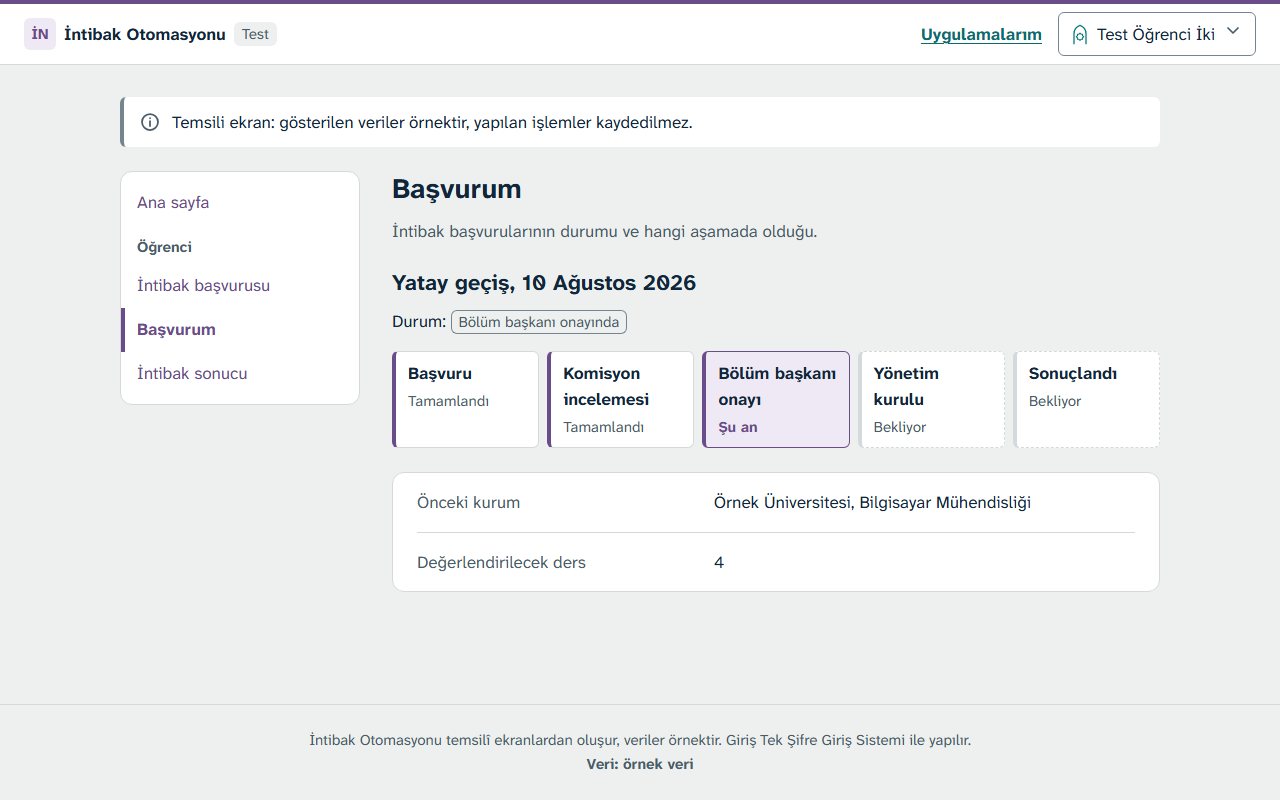 İN İntibak Otomasyonu Test
Uygulamalarım
Test Öğrenci İki
Temsili ekran: gösterilen veriler örnektir, yapılan işlemler kaydedilmez.
Ana sayfa
Öğrenci
İntibak başvurusu
Başvurum
İntibak sonucu
Başvurum
İntibak başvurularının durumu ve hangi aşamada olduğu.
Yatay geçiş, 10 Ağustos 2026
Durum: Bölüm başkanı onayında
Başvuru
Tamamlandı
Komisyon
incelemesi
Tamamlandı
Bölüm başkanı
onayı
Şu an
Yönetim
kurulu
Bekliyor
Sonuçlandı
Bekliyor
Önceki kurum Örnek Üniversitesi, Bilgisayar Mühendisliği
Değerlendirilecek ders 4
İntibak Otomasyonu temsilî ekranlardan oluşur, veriler örnektir. Giriş Tek Şifre Giriş Sistemi ile yapılır.
Veri: örnek veri